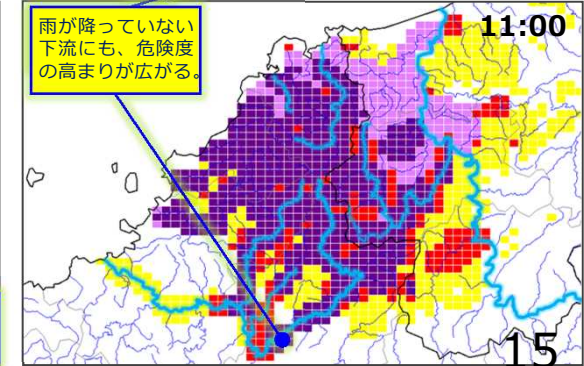 雨が降っていない
下流にも、危険度
の高まりが広がる。
11:00
15